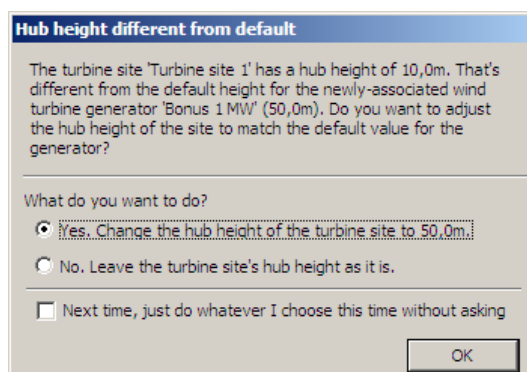 Hub height different from default
The turbine site 'Turbine site 1' has a hub height of 10,0m. That's
different from the default height for the newly-associated wind
turbine generator 'Bonus 1 MW' (50,0m). Do you want to adjust
the hub height of the site to match the default value for the
generator?
What do you want to do?
Yes. Change the hub height of the turbine site to 50,0m.
No. Leave the turbine site's hub height as it is.
Next time, just do whatever I choose this time without asking
OK